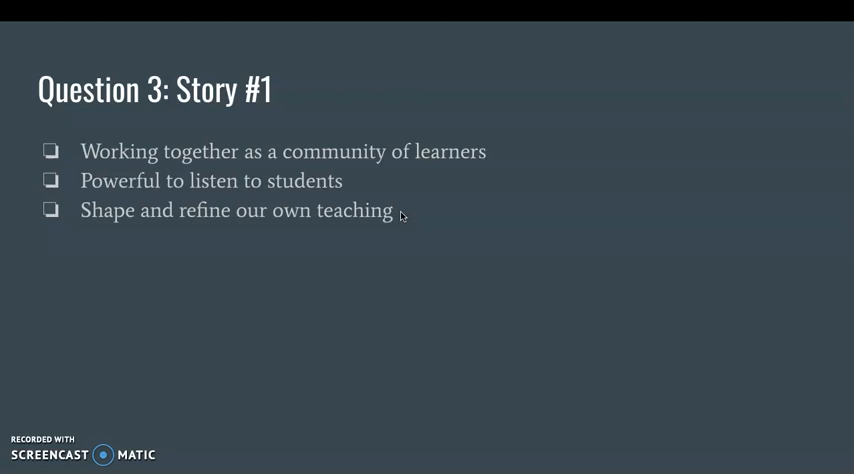 Question 3: Story #1
Working together as a community of learners
Powerful to listen to students
Shape and refine our own teaching
RECORDED WITH
SCREENCAST MATIC